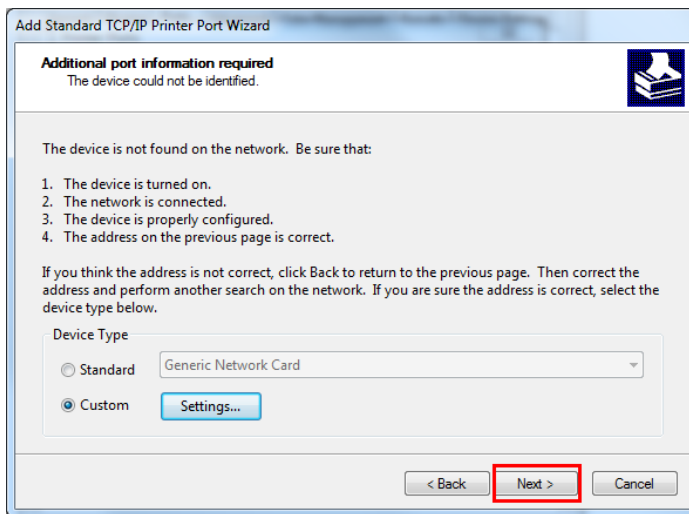 Add Standard TCP/IP Printer Port Wizard
Additional port information required
The device could not be identified.
The device is not found on the network.  Be sure that:
1.  The device is turned on.
2.  The network is connected.
3.  The device is properly configured.
4.  The address on the previous page is correct.
If you think the address is not correct, click Back to return to the previous page.  Then correct the
address and perform another search on the network.  If you are sure the address is correct, select the
device type below.
Device Type
Standard
Generic Network Card
Custom
Settings...
< Back
Next >
Cancel